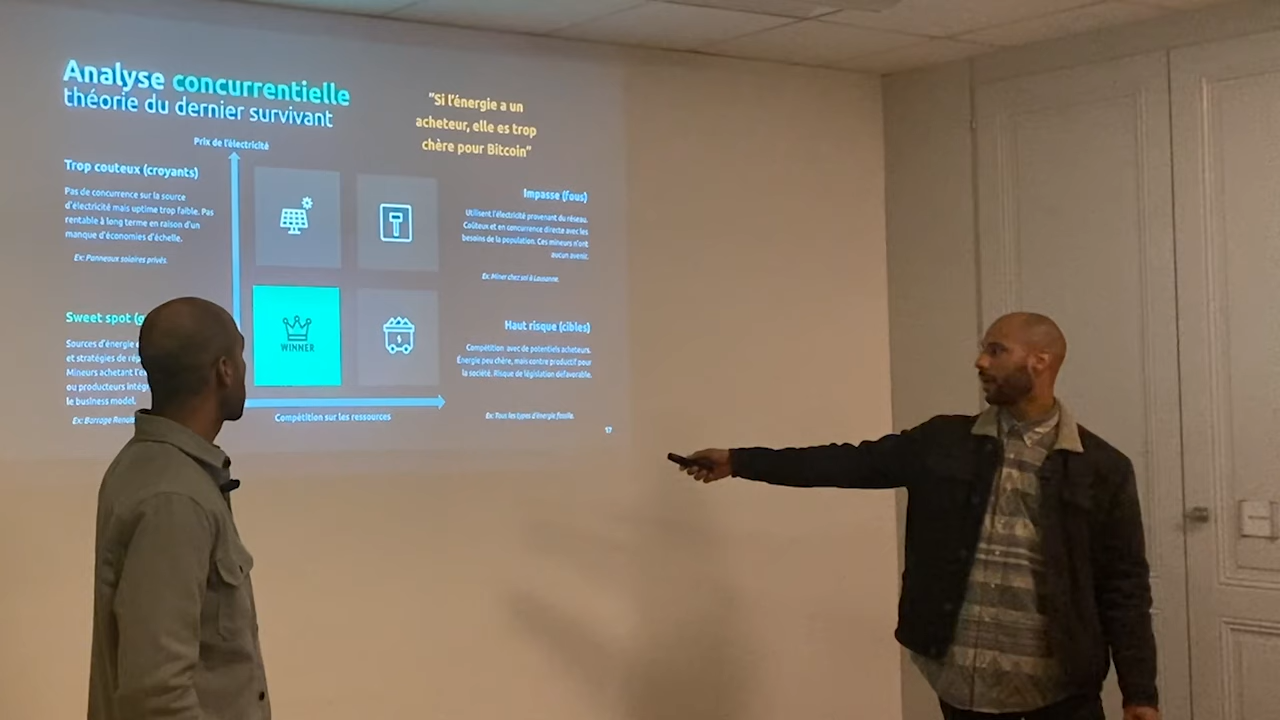 Analyse concurrentielle
théorie du dernier survivant
"Si l'énergie a un
acheteur, elle es trop
chère pour Bitcoin"
Prix de l'électricité
Trop couteux (croyants)
Pas de concurrence sur la source
d'électricité mais uptime trop faible. Pas
rentable à long terme en raison d'un
manque d'économies d'échelle.
Ex: Panneaux solaires privés.
Impasse (fous)
Utilisent l'électricité provenant du réseau.
Coûteux et en concurrence directe avec les
besoins de la population. Ces mineurs n'ont
aucun avenir.
Ex: Miner chez soi à Lausanne.
Sweet spot
Sources d'énergie
et stratégies de
Mineurs achetant
ou producteurs
le business model.
Ex: Barrage
WINNER
Haut risque (cibles)
Compétition avec de potentiels acheteurs.
Énergie peu chère, mais contre productif pour
la société. Risque de législation défavorable.
Ex: Tous les types d'énergie fossile.
Compétition sur les ressources
17